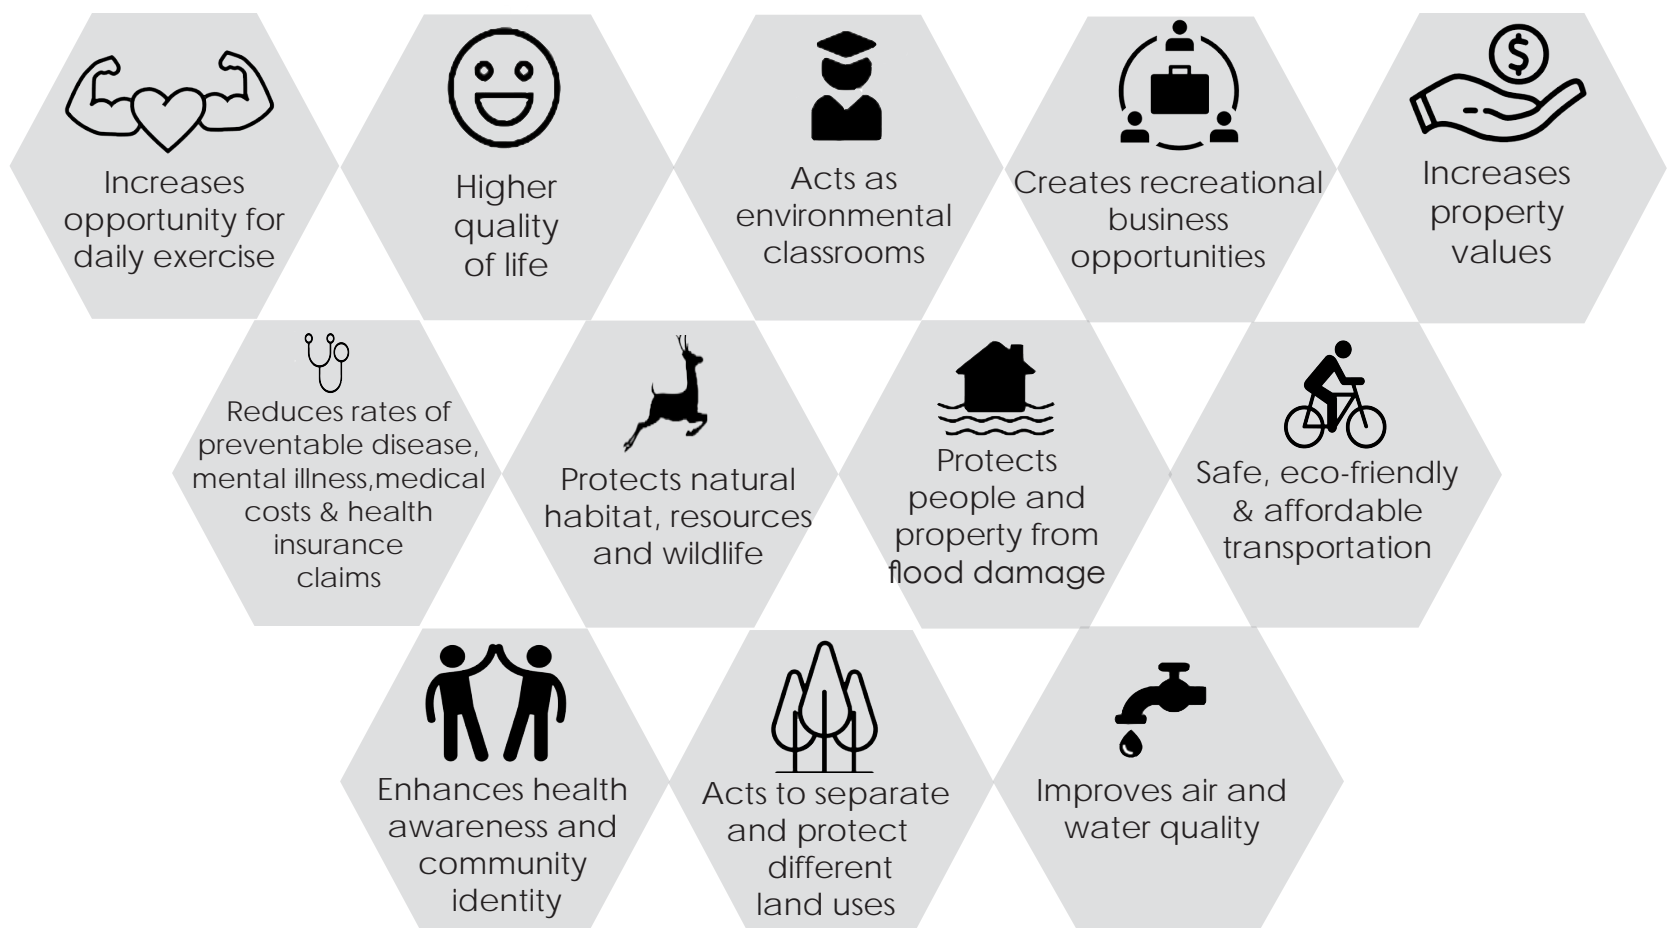 Increases
opportunity for
daily exercise
Higher
quality
of life
Acts as
environmental
classrooms
Creates recreational
business
opportunities
$
Increases
property
values
Reduces rates of
preventable disease,
mental illness,medical
costs & health
insurance
claims
Protects natural
habitat, resources
and wildlife
Protects
people and
property from
flood damage
Safe, eco-friendly
& affordable
transportation
Enhances health
awareness and
community
identity
Acts to separate
and protect
different
land uses
Improves air and
water quality